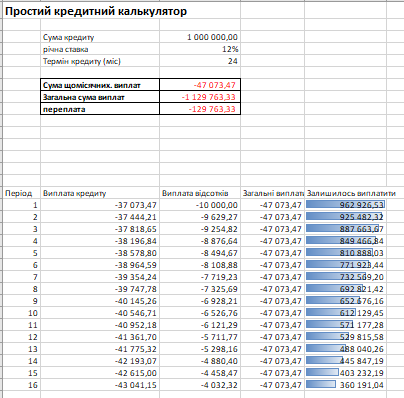 Простий кредитний калькулятор
Сума кредиту 1 000 000,00
річна ставка 12%
Термін кредиту (міс) 24
Сума щомісячних. виплат -47 073,47
Загальна сума виплат -1 129 763,33
переплата -129 763,33
Період Виплата кредиту Виплата відсотків Загальні виплати Залишилось виплатити
1 -37 073,47 -10 000,00 -47 073,47 962 926,53
2 -37 444,21 -9 629,27 -47 073,47 925 482,32
3 -37 818,65 -9 254,82 -47 073,47 887 663,67
4 -38 196,84 -8 876,64 -47 073,47 849 466,84
5 -38 578,80 -8 494,67 -47 073,47 810 888,03
6 -38 964,59 -8 108,88 -47 073,47 771 923,44
7 -39 354,24 -7 719,23 -47 073,47 732 569,20
8 -39 747,78 -7 325,69 -47 073,47 692 821,42
9 -40 145,26 -6 928,21 -47 073,47 652 676,16
10 -40 546,71 -6 526,76 -47 073,47 612 129,45
11 -40 952,18 -6 121,29 -47 073,47 571 177,28
12 -41 361,70 -5 711,77 -47 073,47 529 815,58
13 -41 775,32 -5 298,16 -47 073,47 488 040,26
14 -42 193,07 -4 880,40 -47 073,47 445 847,19
15 -42 615,00 -4 458,47 -47 073,47 403 232,19
16 -43 041,15 -4 032,32 -47 073,47 360 191,04